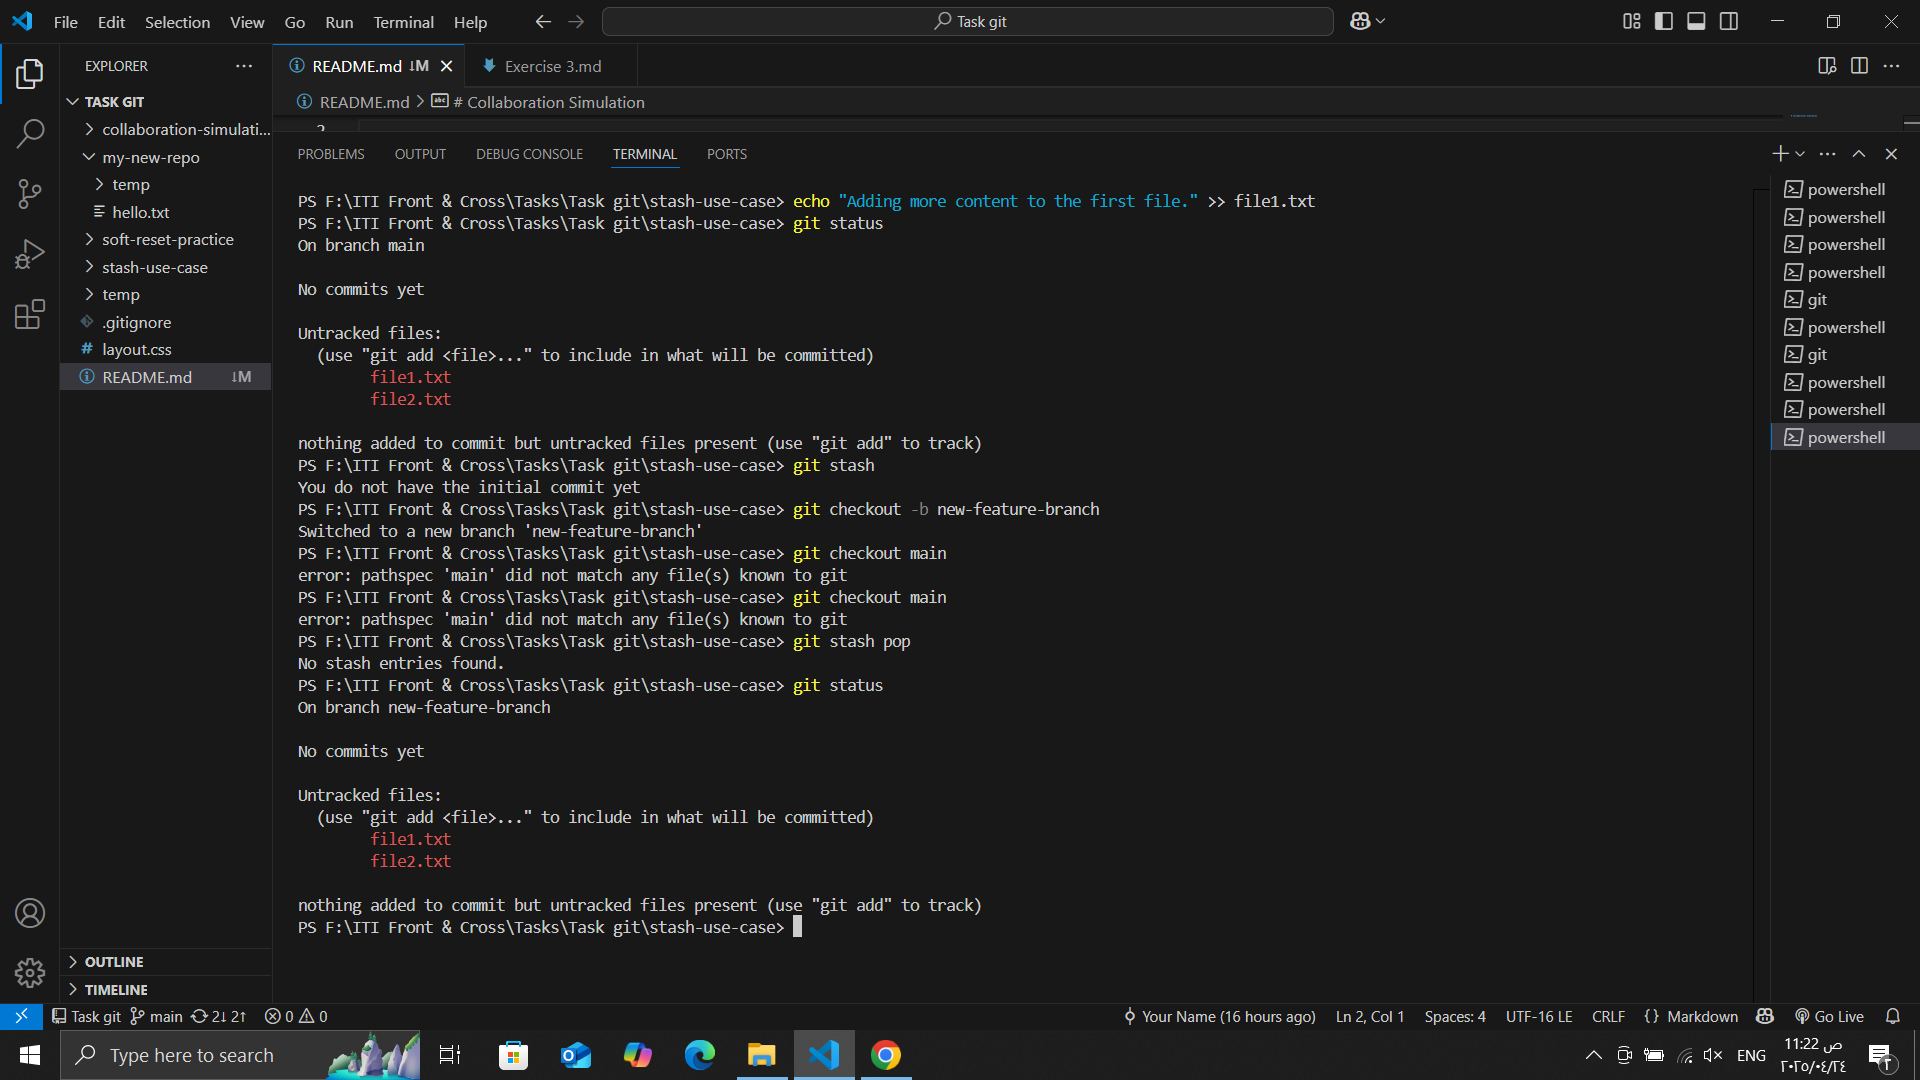 File Edit Selection View Go Run Terminal Help
Task git
EXPLORER
TASK GIT
collaboration-simulati...
my-new-repo
temp
hello.txt
soft-reset-practice
stash-use-case
temp
.gitignore
# layout.css
README.md ↓M
OUTLINE
TIMELINE
README.md ↓M
Exercise 3.md
README.md > # Collaboration Simulation
PROBLEMS OUTPUT DEBUG CONSOLE TERMINAL PORTS
PS F:\ITI Front & Cross\Tasks\Task git\stash-use-case> echo "Adding more content to the first file." >> file1.txt
PS F:\ITI Front & Cross\Tasks\Task git\stash-use-case> git status
On branch main
No commits yet
Untracked files:
(use "git add <file>..." to include in what will be committed)
file1.txt
file2.txt
nothing added to commit but untracked files present (use "git add" to track)
PS F:\ITI Front & Cross\Tasks\Task git\stash-use-case> git stash
You do not have the initial commit yet
PS F:\ITI Front & Cross\Tasks\Task git\stash-use-case> git checkout -b new-feature-branch
Switched to a new branch 'new-feature-branch'
PS F:\ITI Front & Cross\Tasks\Task git\stash-use-case> git checkout main
error: pathspec 'main' did not match any file(s) known to git
PS F:\ITI Front & Cross\Tasks\Task git\stash-use-case> git checkout main
error: pathspec 'main' did not match any file(s) known to git
PS F:\ITI Front & Cross\Tasks\Task git\stash-use-case> git stash pop
No stash entries found.
PS F:\ITI Front & Cross\Tasks\Task git\stash-use-case> git status
On branch new-feature-branch
No commits yet
Untracked files:
(use "git add <file>..." to include in what will be committed)
file1.txt
file2.txt
nothing added to commit but untracked files present (use "git add" to track)
PS F:\ITI Front & Cross\Tasks\Task git\stash-use-case>
powershell
powershell
powershell
powershell
git
powershell
git
powershell
powershell
powershell
Task git main 2↓ 2↑ 0 0
Your Name (16 hours ago) Ln 2, Col 1 Spaces: 4 UTF-16 LE CRLF {} Markdown Go Live
Type here to search
ENG
11:22 ص
٢٠٢٥/٠٤/٢٤
٢